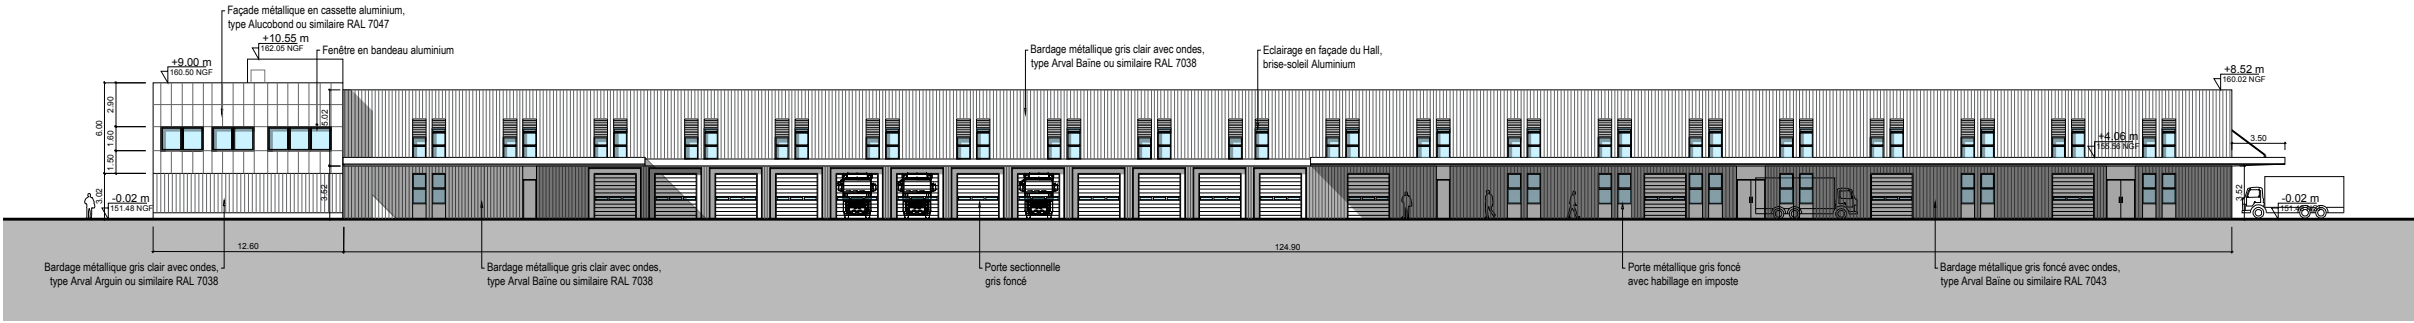 Façade métallique en cassette aluminium,
type Alucobond ou similaire RAL 7047
+10.55 m
162.05 NGF
Fenêtre en bandeau aluminium
+9.00 m
160.50 NGF
Bardage métallique gris clair avec ondes,
type Arval Baïne ou similaire RAL 7038
Eclairage en façade du Hall,
brise-soleil Aluminium
+8.52 m
160.02 NGF
2.90
6.00
1.60
1.50
3.02
5.02
3.52
+4.06 m
155.56 NGF
3.50
3.52
-0.02 m
151.48 NGF
-0.02 m
12.60
124.90
Bardage métallique gris clair avec ondes,
type Arval Arguin ou similaire RAL 7038
Bardage métallique gris clair avec ondes,
type Arval Baïne ou similaire RAL 7038
Porte sectionnelle
gris foncé
Porte métallique gris foncé
avec habillage en imposte
Bardage métallique gris foncé avec ondes,
type Arval Baïne ou similaire RAL 7043